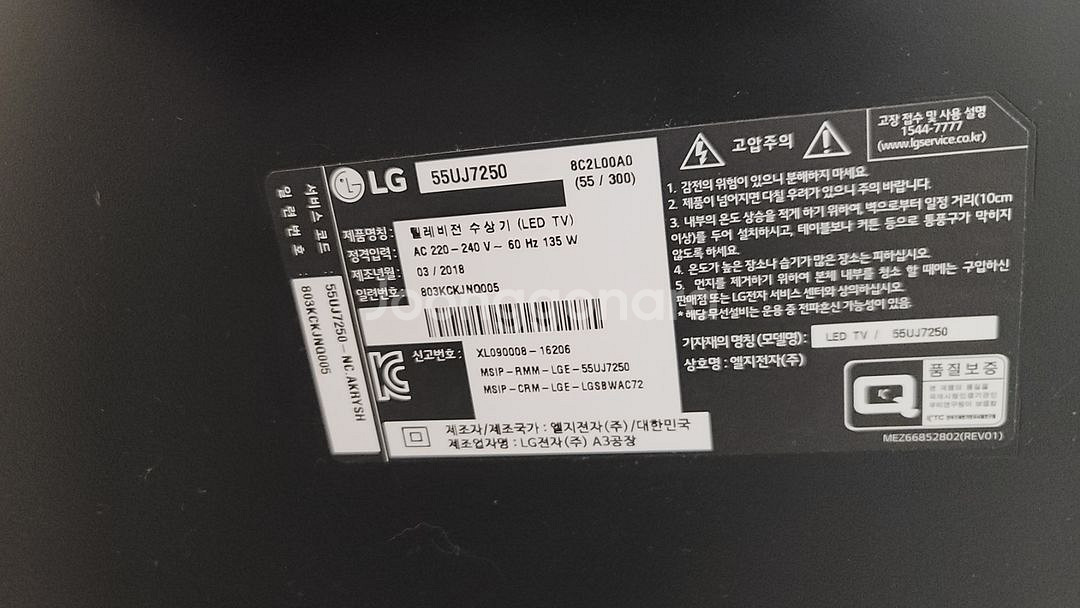 서비스 코드 : 55UJ7250-NC.AKRYSH
일 련 번 호 : 803KCKJNQ005
LG 55UJ7250
8C2L00A0
(55 / 300)
제품명칭 : 텔레비전 수상기 (LED TV)
정격입력 : AC 220-240 V~ 60 Hz 135 W
제조년월 : 03 / 2018
일련번호 : 803KCKJNQ005
신고번호 : XL090008-16206
MSIP-RMM-LGE-55UJ7250
MSIP-CRM-LGE-LGSBWAC72
제조자/제조국가 : 엘지전자(주)/대한민국
제조업자명 : LG전자(주) A3공장
고압주의
고장 접수 및 사용 설명
1544-7777
(www.lgservice.co.kr)
1. 감전의 위험이 있으니 분해하지 마세요.
2. 제품이 넘어지면 다칠 우려가 있으니 주의 바랍니다.
3. 내부의 온도 상승을 적게 하기 위하여, 벽으로부터 일정 거리(10cm
이상)를 두어 설치하시고, 테이블보나 커튼 등으로 통풍구가 막히지
않도록 하세요.
4. 온도가 높은 장소나 습기가 많은 장소는 피하십시오.
5. 먼지를 제거하기 위하여 본체 내부를 청소 할 때에는 구입하신
판매점 또는 LG전자 서비스 센터와 상의하십시오.
* 해당 무선설비는 운용 중 전파혼신 가능성이 있음.
기자재의 명칭(모델명) : LED TV / 55UJ7250
상호명 : 엘지전자(주)
품질보증
본 제품의 품질을
MEZ66852802(REV01)
Joonggonara